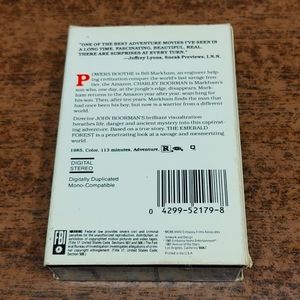 "ONE OF THE BEST ADVENTURE MOVIES I'VE SEEN IN
A LONG TIME, FASCINATING, BEAUTIFUL, REAL.
THERE ARE SURPRISES AT EVERY TURN."
—Jeffrey Lyons, Sneak Previews, I.N.N.
POWERS BOOTHE is Bill Markham, an engineer help-
ing civilization conquer the world's last savage fron-
tier, the Amazon; CHARLEY BOORMAN is Markham's
son who, one day, at the jungle's edge, disappears. Mark-
ham returns to the Amazon year after year, searching for
his son. Then, after ten years, Markham finds the man that
had once been his boy, but now is a warrior from a different
world.
Director JOHN BOORMAN'S brilliant visualization
breathes life, danger and ancient mystery into this captivat-
ing adventure. Based on a true story, THE EMERALD
FOREST is a penetrating look at a savage and mesmerizing
world.
1985. Color. 113 minutes. Adventure. R
DIGITAL
STEREO
Digitally Duplicated
Mono-Compatible
0 4299-52179-8
FBI
WARNING
Printed in the U.S.A.